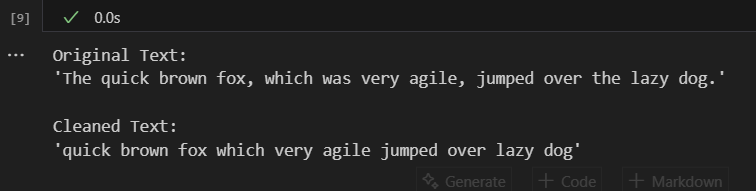 [9]
✓ 0.0s
... Original Text:
'The quick brown fox, which was very agile, jumped over the lazy dog.'
Cleaned Text:
'quick brown fox which very agile jumped over lazy dog'
Generate + Code + Markdown